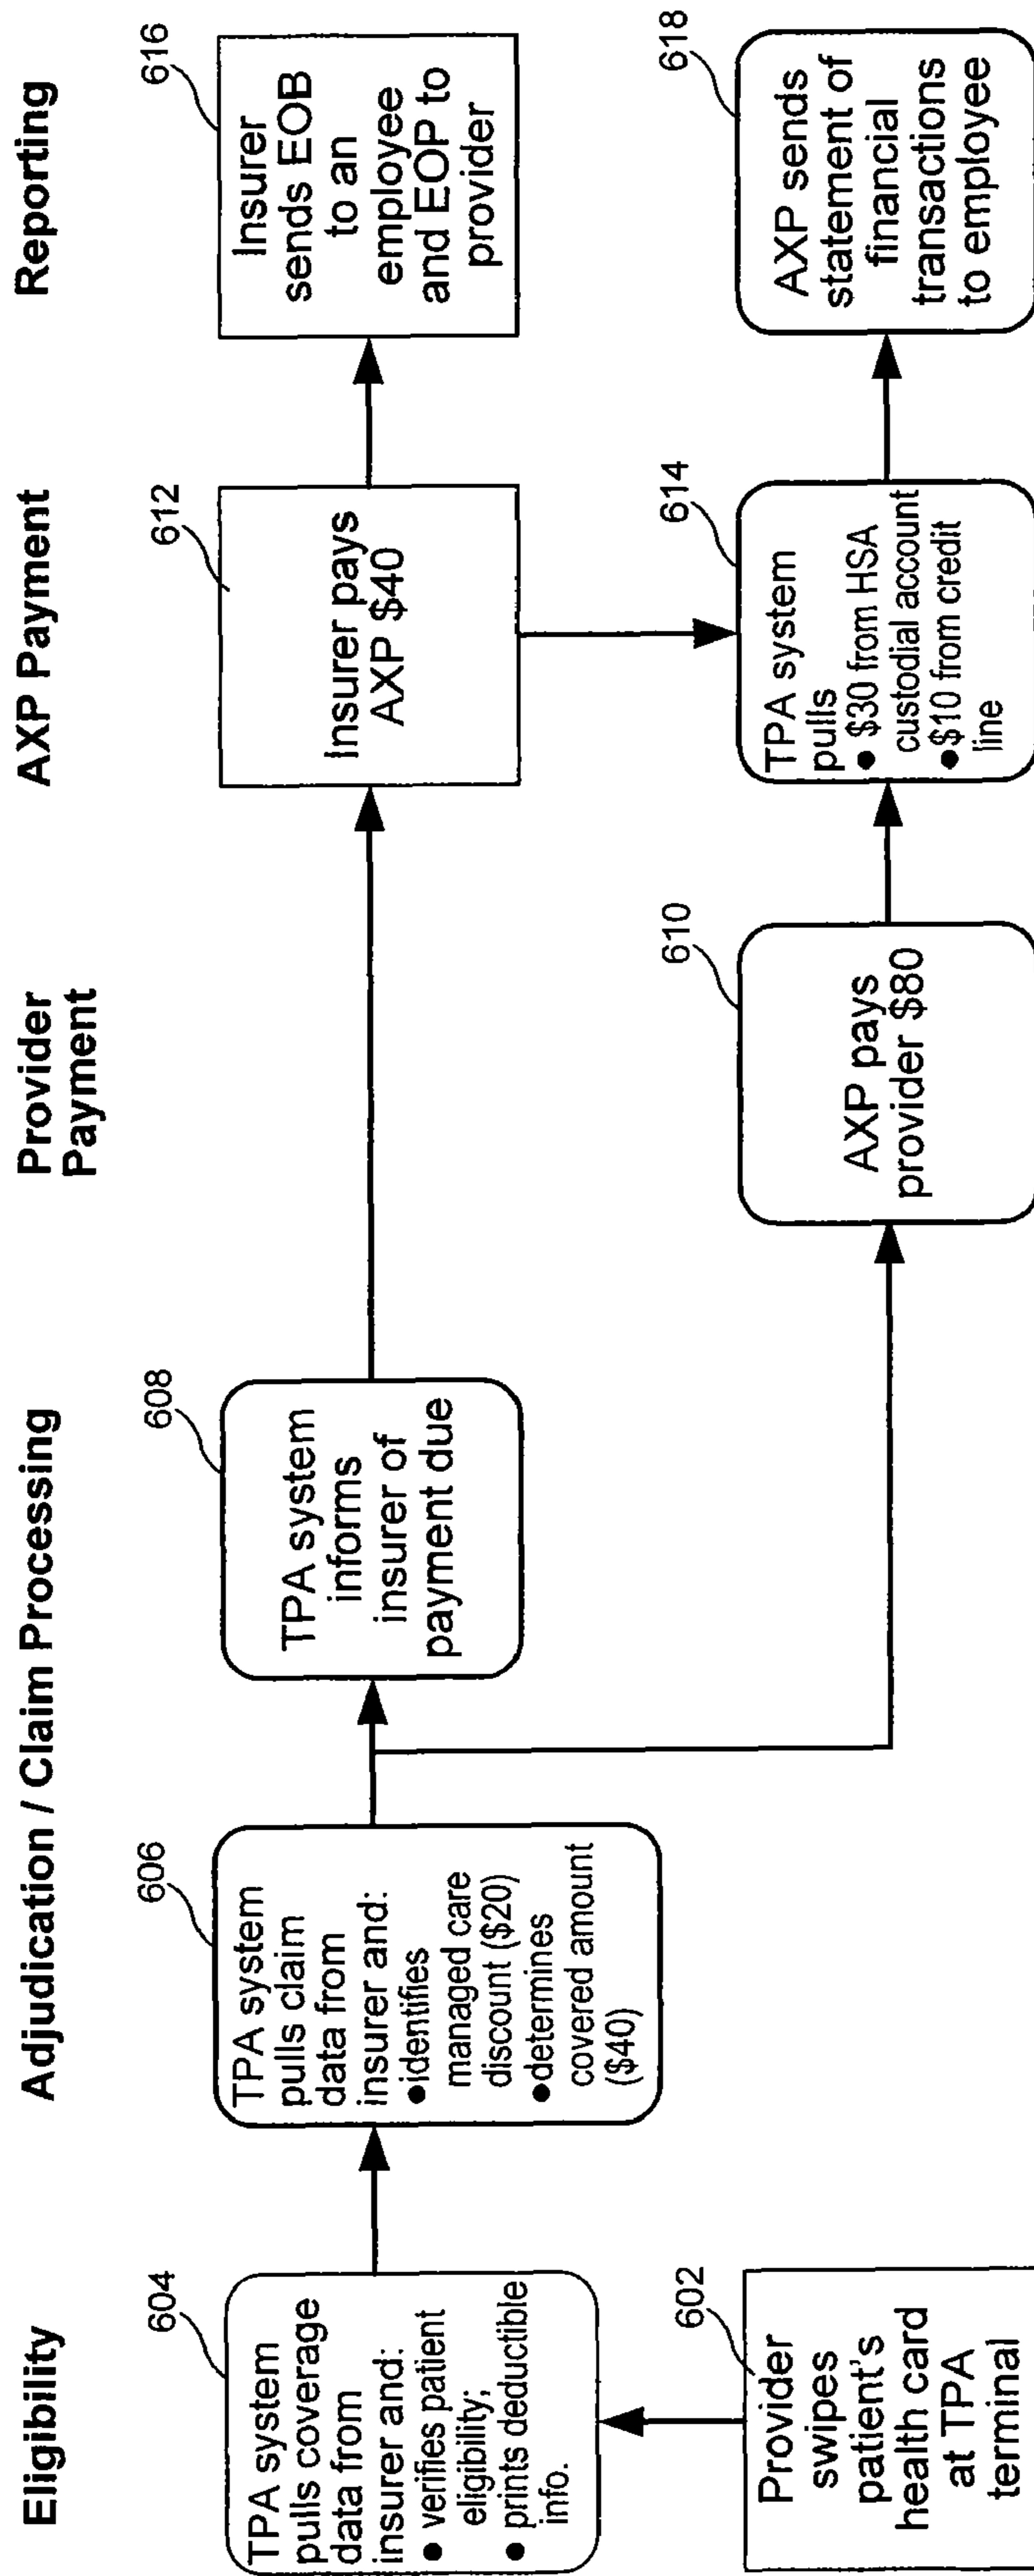 Eligibility
Adjudication / Claim Processing
Provider
Payment
AXP Payment
Reporting
604
TPA system
pulls coverage
data from
insurer and:
● verifies patient
eligibility;
● prints deductible
info.
602
Provider
swipes
patient's
health card
at TPA
terminal
606
TPA system
pulls claim
data from
insurer and:
●identifies
managed care
discount ($20)
●determines
covered amount
($40)
608
TPA system
informs
insurer of
payment due
610
AXP pays
provider $80
612
Insurer pays
AXP $40
614
TPA system
pulls
● $30 from HSA
custodial account
● $10 from credit
line
616
Insurer
sends EOB
to an
employee
and EOP to
provider
618
AXP sends
statement of
financial
transactions
to employee